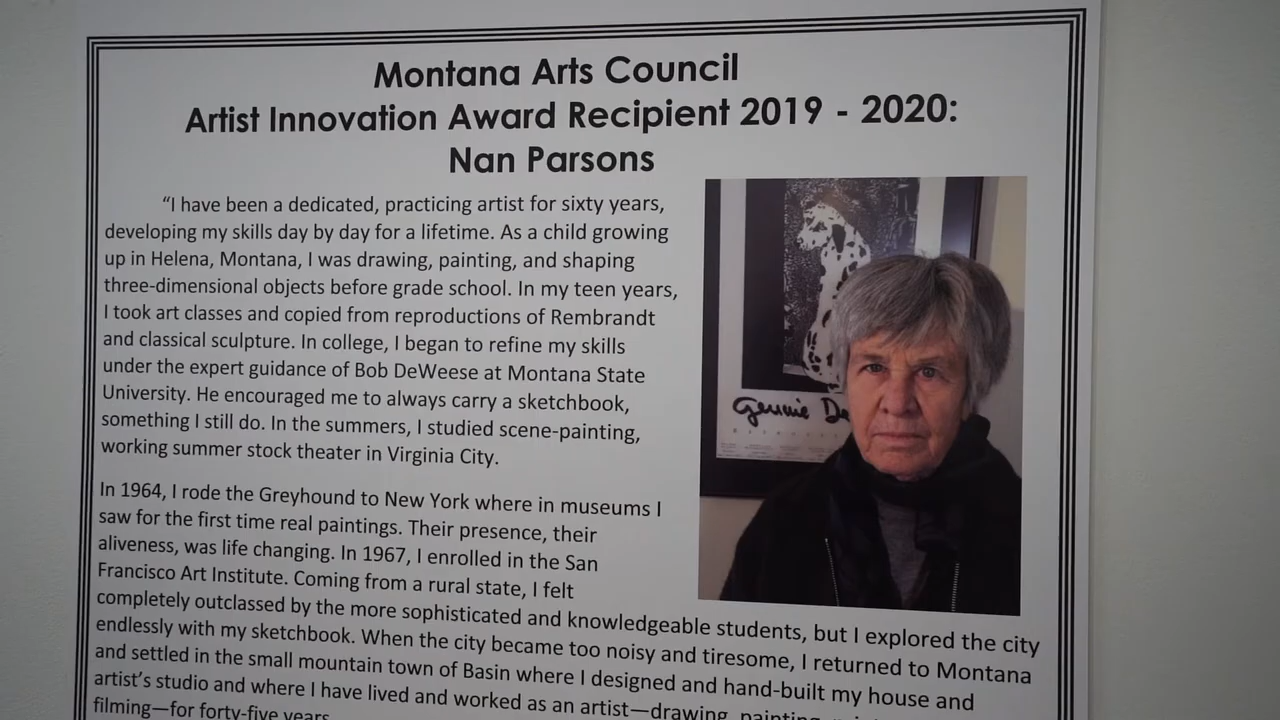 Montana Arts Council
Artist Innovation Award Recipient 2019 - 2020:
Nan Parsons
“I have been a dedicated, practicing artist for sixty years,
developing my skills day by day for a lifetime. As a child growing
up in Helena, Montana, I was drawing, painting, and shaping
three-dimensional objects before grade school. In my teen years,
I took art classes and copied from reproductions of Rembrandt
and classical sculpture. In college, I began to refine my skills
under the expert guidance of Bob DeWeese at Montana State
University. He encouraged me to always carry a sketchbook,
something I still do. In the summers, I studied scene-painting,
working summer stock theater in Virginia City.
In 1964, I rode the Greyhound to New York where in museums I
saw for the first time real paintings. Their presence, their
aliveness, was life changing. In 1967, I enrolled in the San
Francisco Art Institute. Coming from a rural state, I felt
completely outclassed by the more sophisticated and knowledgeable students, but I explored the city
endlessly with my sketchbook. When the city became too noisy and tiresome, I returned to Montana
and settled in the small mountain town of Basin where I designed and hand-built my house and
artist’s studio and where I have lived and worked as an artist—drawing, painting,
filming—for forty-five years
Gennie De